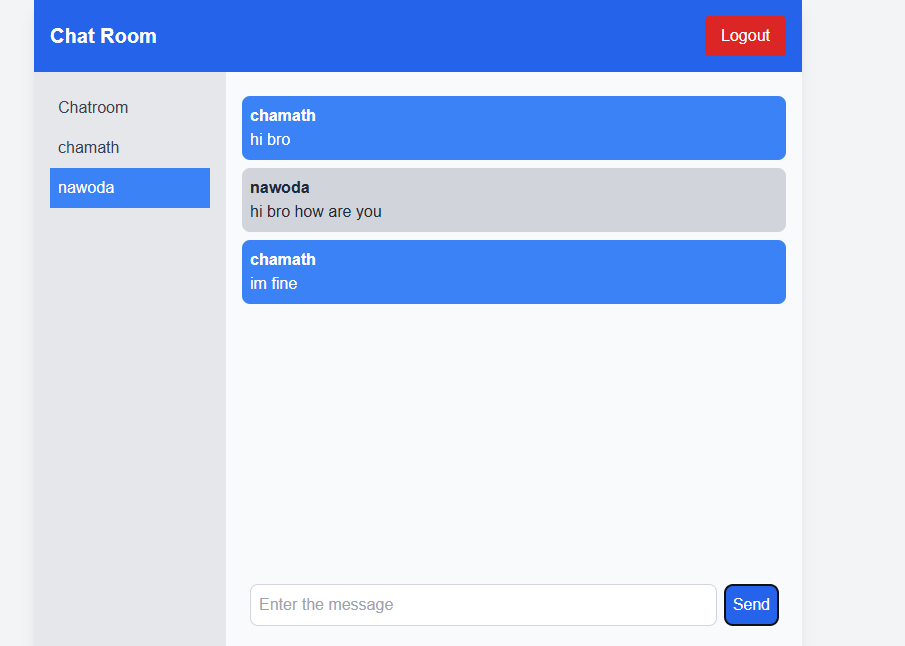 Chat Room
Logout
Chatroom
chamath
nawoda
chamath
hi bro
nawoda
hi bro how are you
chamath
im fine
Enter the message
Send